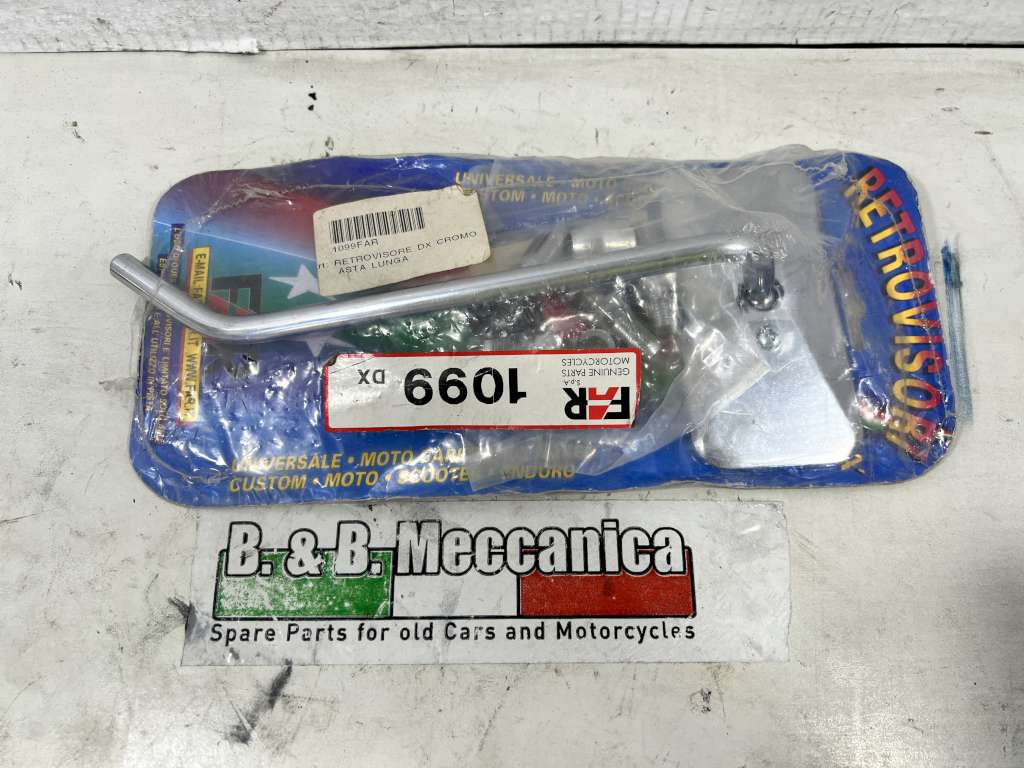 UNIVERSALE • MOTO
CUSTOM • MOTO •
RETROVISORI
1099FAR
RETROVISORE DX CROMO
ASTA LUNGA
FAR
S.p.A.
GENUINE PARTS
MOTORCYCLES
1099
DX
UNIVERSALE • MOTO
CUSTOM • MOTO • SCOOTER ENDURO
B. & B. Meccanica
Spare Parts for old Cars and Motorcycles